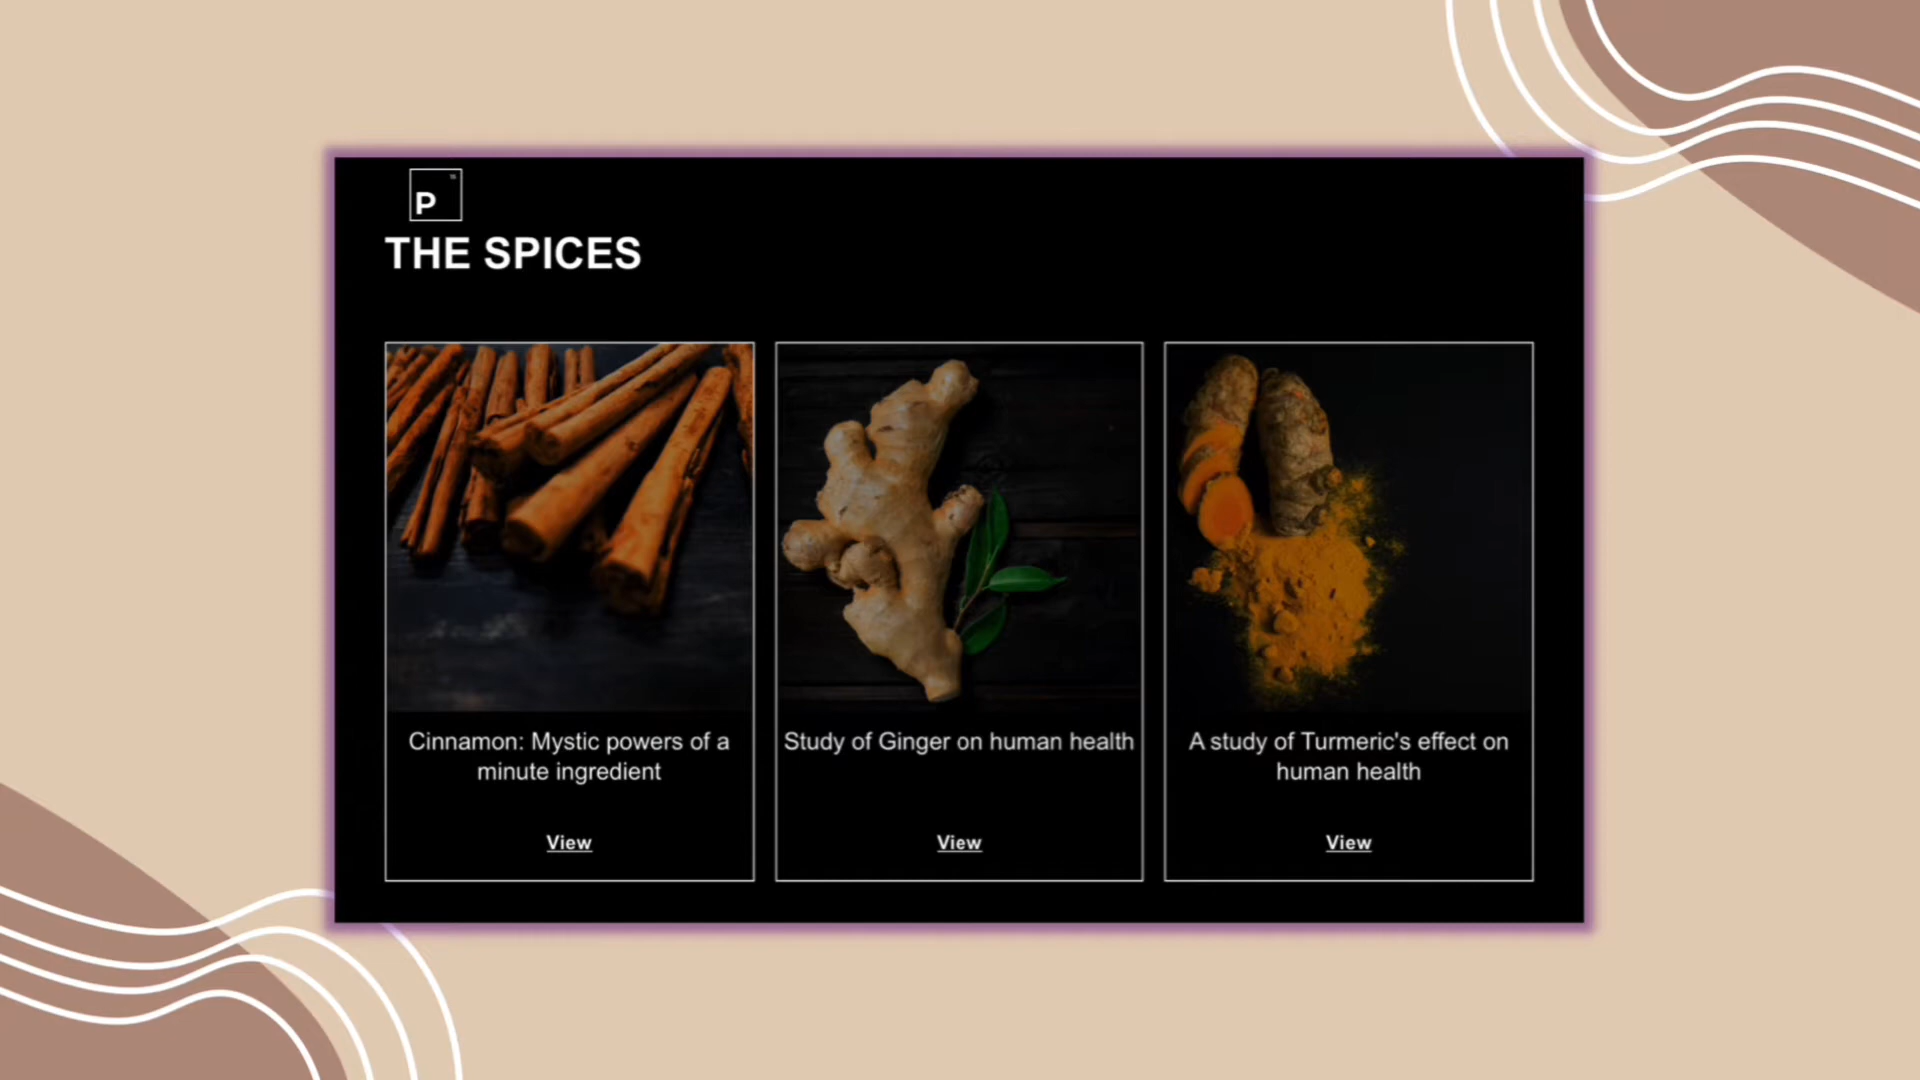 P
THE SPICES
Cinnamon: Mystic powers of a
minute ingredient
View
Study of Ginger on human health
View
A study of Turmeric's effect on
human health
View